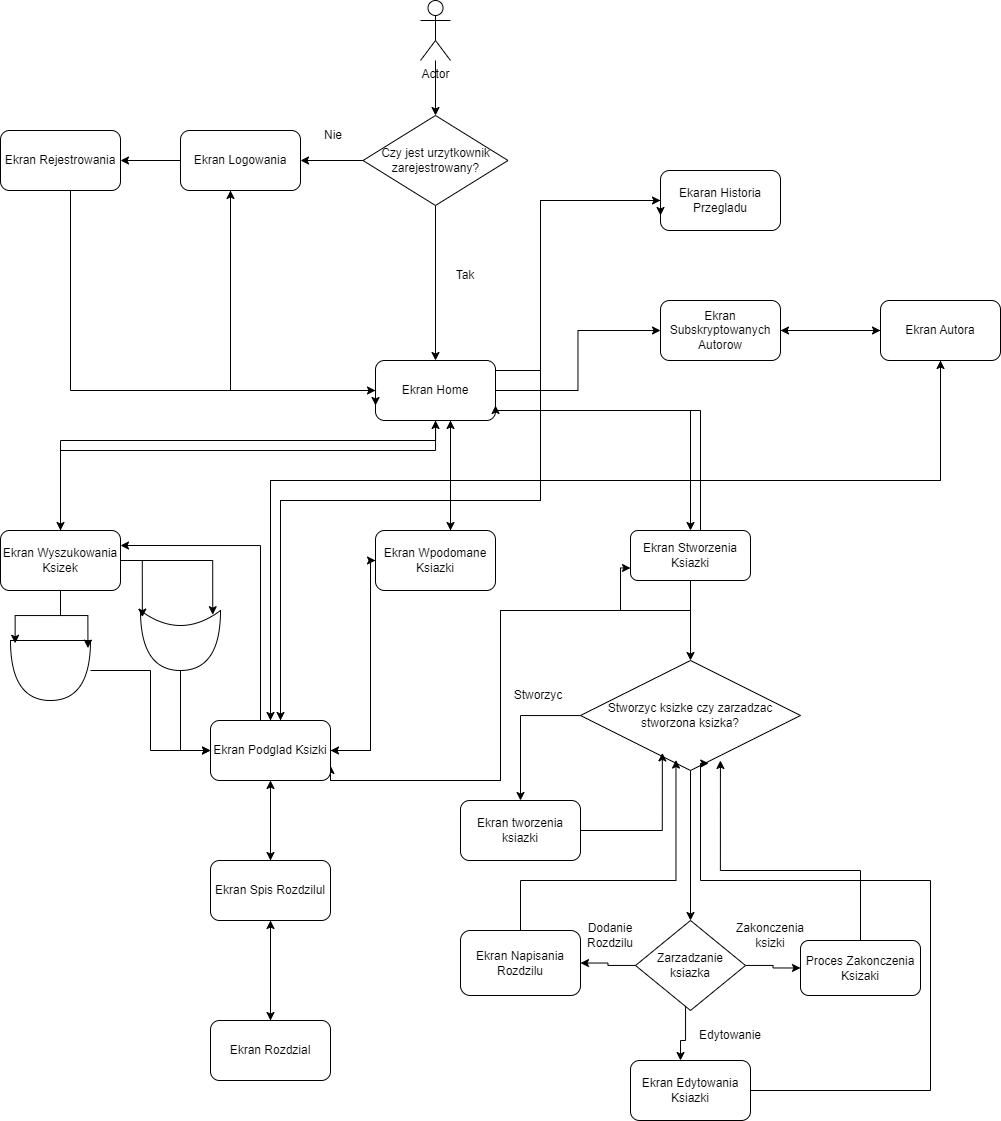 Actor
Nie
Czy jest urzytkownik
zarejestrowany?
Ekran Rejestrowania
Ekran Logowania
Ekaran Historia
Przegladu
Tak
Ekran
Subskryptowanych
Autorow
Ekran Autora
Ekran Home
Ekran Wyszukowania
Ksizek
Ekran Wpodomane
Ksiazki
Ekran Stworzenia
Ksiazki
Stworzyc
Stworzyc ksizke czy zarzadzac
stworzona ksizka?
Ekran Podglad Ksizki
Ekran tworzenia
ksiazki
Ekran Spis Rozdzilul
Dodanie
Rozdzilu
Zakonczenia
ksizki
Ekran Napisania
Rozdzilu
Zarzadzanie
ksiazka
Proces Zakonczenia
Ksizaki
Edytowanie
Ekran Rozdzial
Ekran Edytowania
Ksiazki